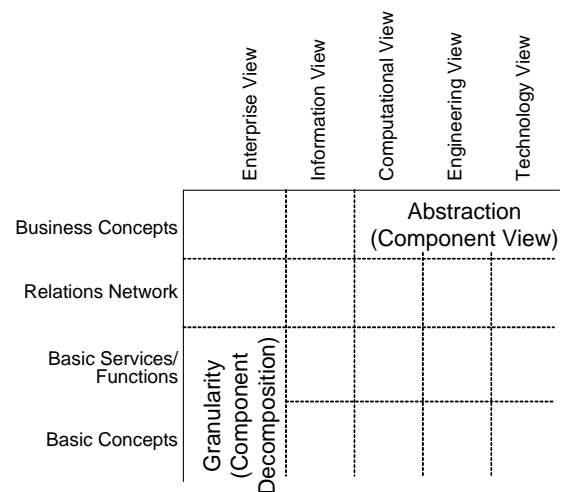 Enterprise View
Information View
Computational View
Engineering View
Technology View
Business Concepts
Abstraction
(Component View)
Relations Network
Basic Services/
Functions
Basic Concepts
Granularity
(Component
Decomposition)